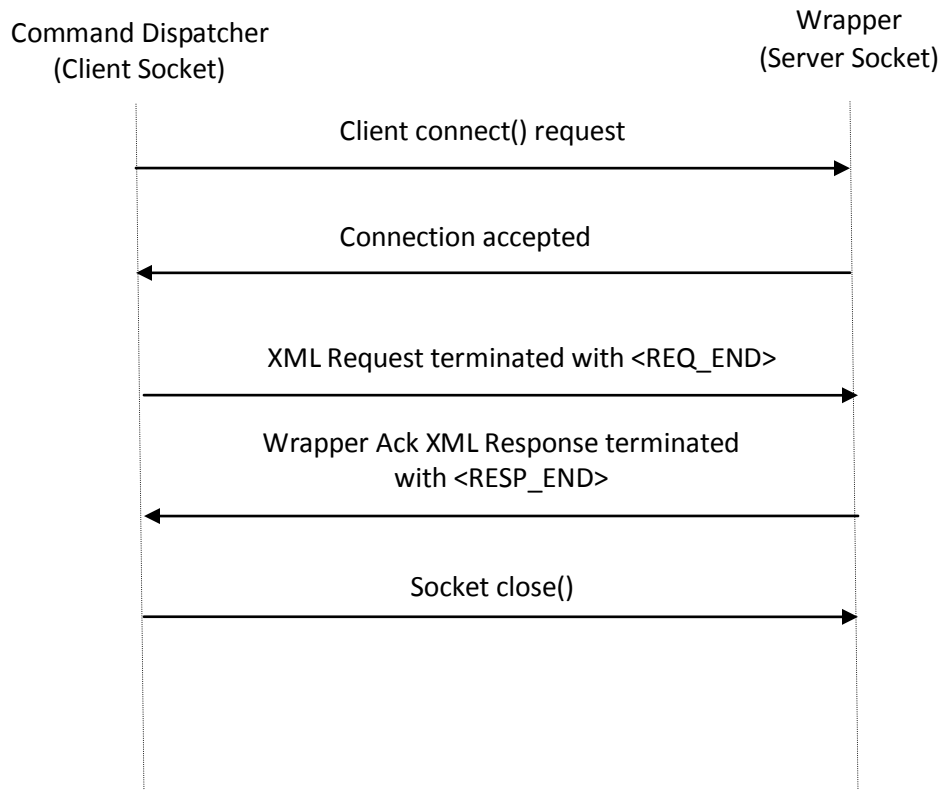 Command Dispatcher
(Client Socket)
Wrapper
(Server Socket)
Client connect() request
Connection accepted
XML Request terminated with <REQ_END>
Wrapper Ack XML Response terminated
with <RESP_END>
Socket close()